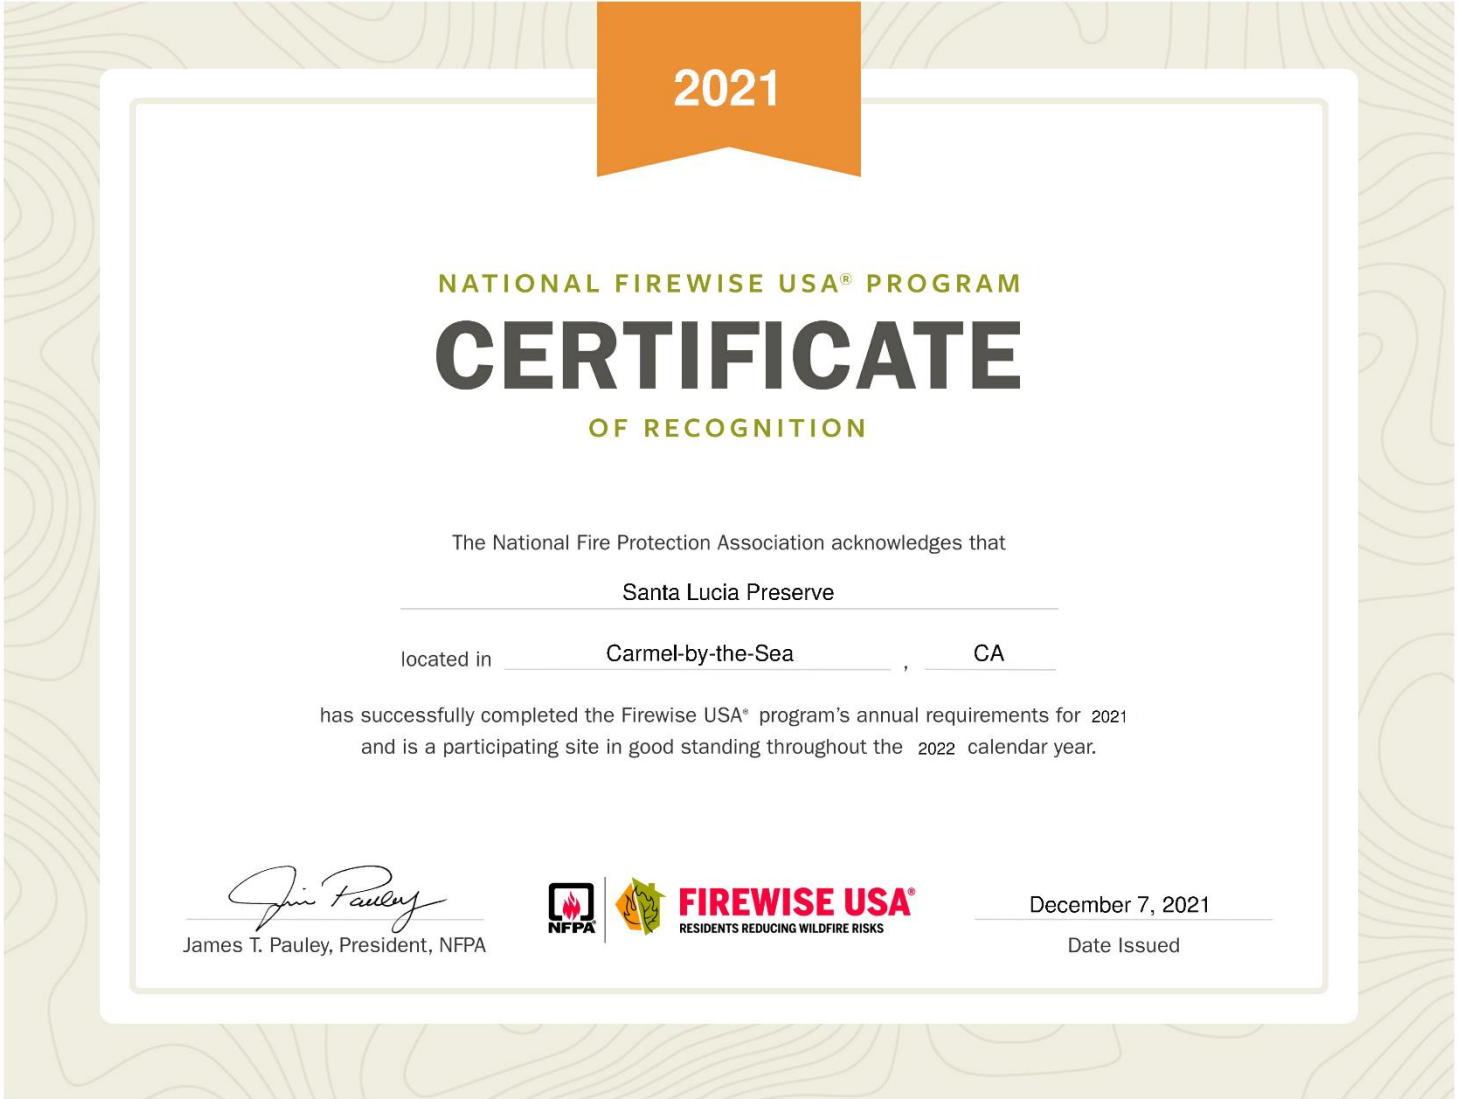 2021
NATIONAL FIREWISE USA® PROGRAM
CERTIFICATE
OF RECOGNITION
The National Fire Protection Association acknowledges that
Santa Lucia Preserve
located in Carmel-by-the-Sea , CA
has successfully completed the Firewise USA® program's annual requirements for 2021
and is a participating site in good standing throughout the 2022 calendar year.
Jim Pauley
James T. Pauley, President, NFPA
NFPA®
FIREWISE USA®
RESIDENTS REDUCING WILDFIRE RISKS
December 7, 2021
Date Issued